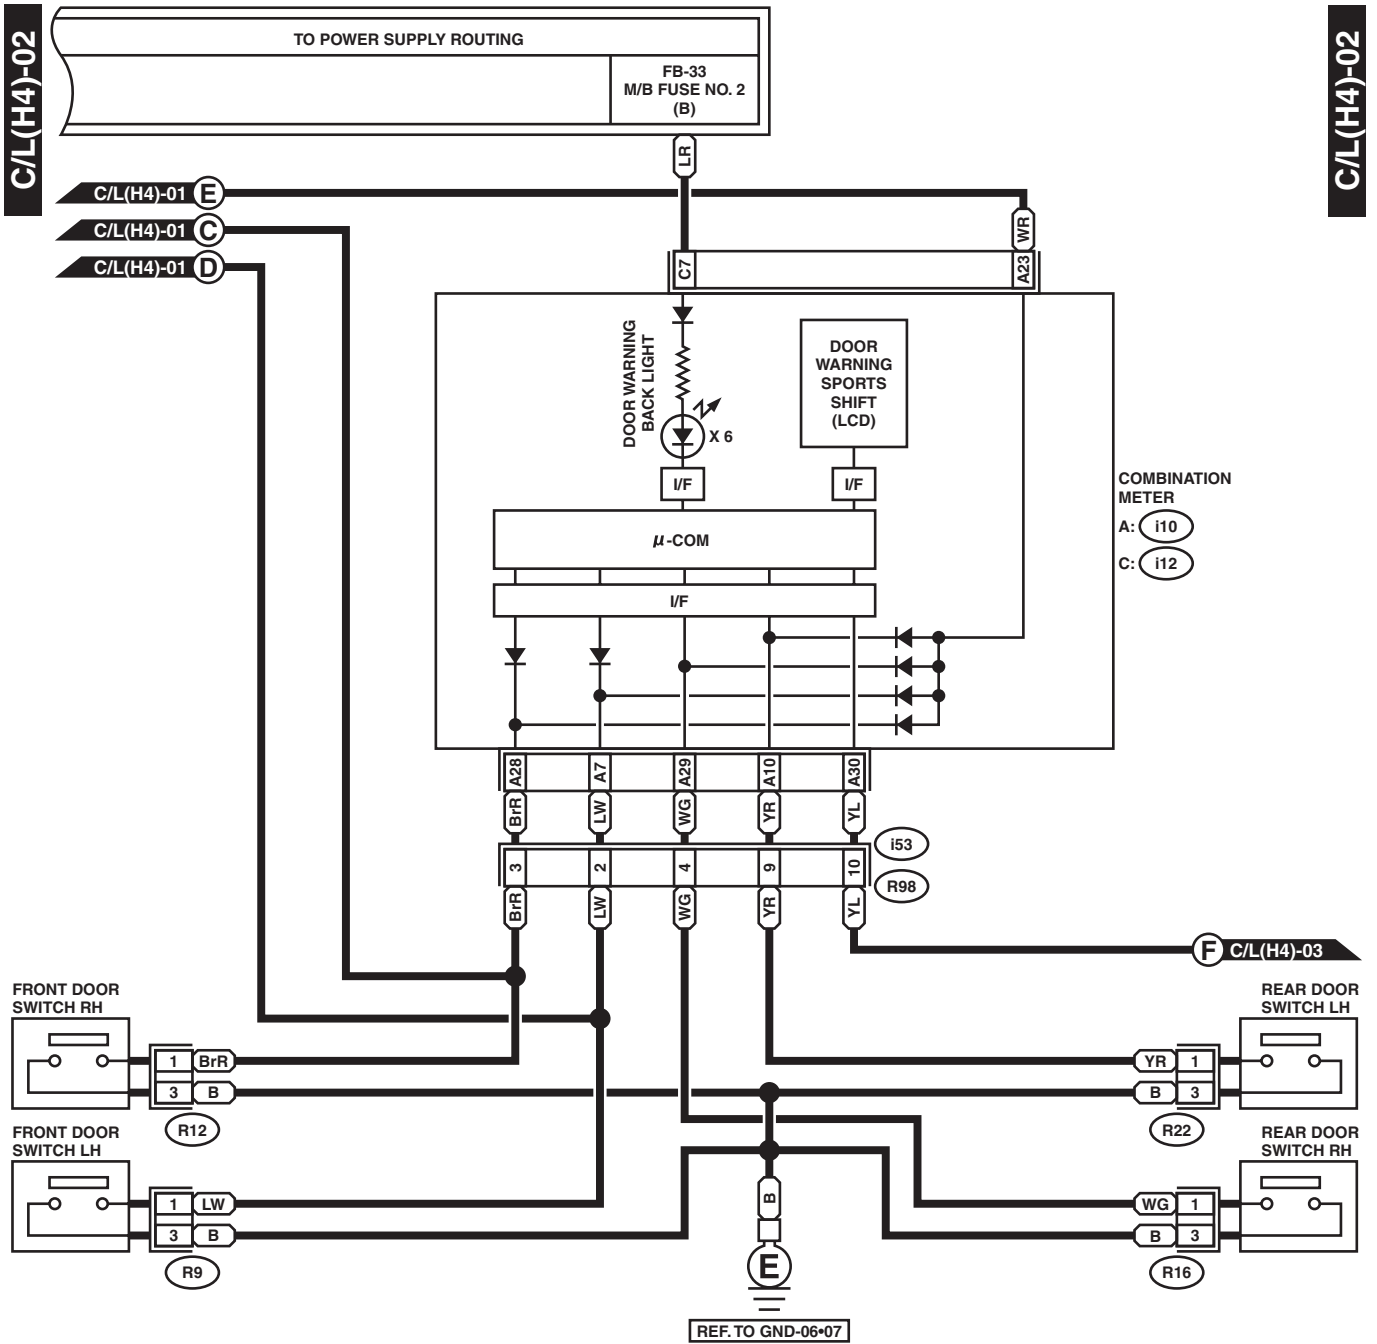 C/L(H4)-02
C/L(H4)-02
TO POWER SUPPLY ROUTING
FB-33
M/B FUSE NO. 2
(B)
LR
C/L(H4)-01 E
C/L(H4)-01 C
C/L(H4)-01 D
WR
C7
A23
DOOR WARNING
BACK LIGHT
X 6
DOOR
WARNING
SPORTS
SHIFT
(LCD)
I/F
I/F
COMBINATION
METER
A: i10
C: i12
μ-COM
I/F
A28 A7 A29 A10 A30
BrR LW WG YR YL
i53
3 2 4 9 10
R98
BrR LW WG YR YL
F C/L(H4)-03
FRONT DOOR
SWITCH RH
1 BrR
3 B
R12
REAR DOOR
SWITCH LH
YR 1
B 3
R22
FRONT DOOR
SWITCH LH
1 LW
3 B
R9
REAR DOOR
SWITCH RH
WG 1
B 3
R16
B
E
REF. TO GND-06•07